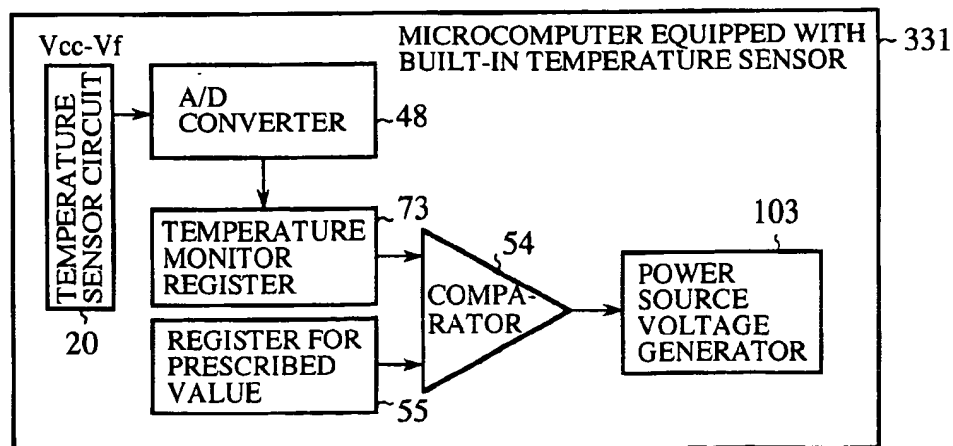 MICROCOMPUTER EQUIPPED WITH
BUILT-IN TEMPERATURE SENSOR
331
Vcc-Vf
TEMPERATURE
SENSOR CIRCUIT
20
A/D
CONVERTER
48
73
TEMPERATURE
MONITOR
REGISTER
REGISTER FOR
PRESCRIBED
VALUE
55
54
COMPA-
RATOR
103
POWER
SOURCE
VOLTAGE
GENERATOR